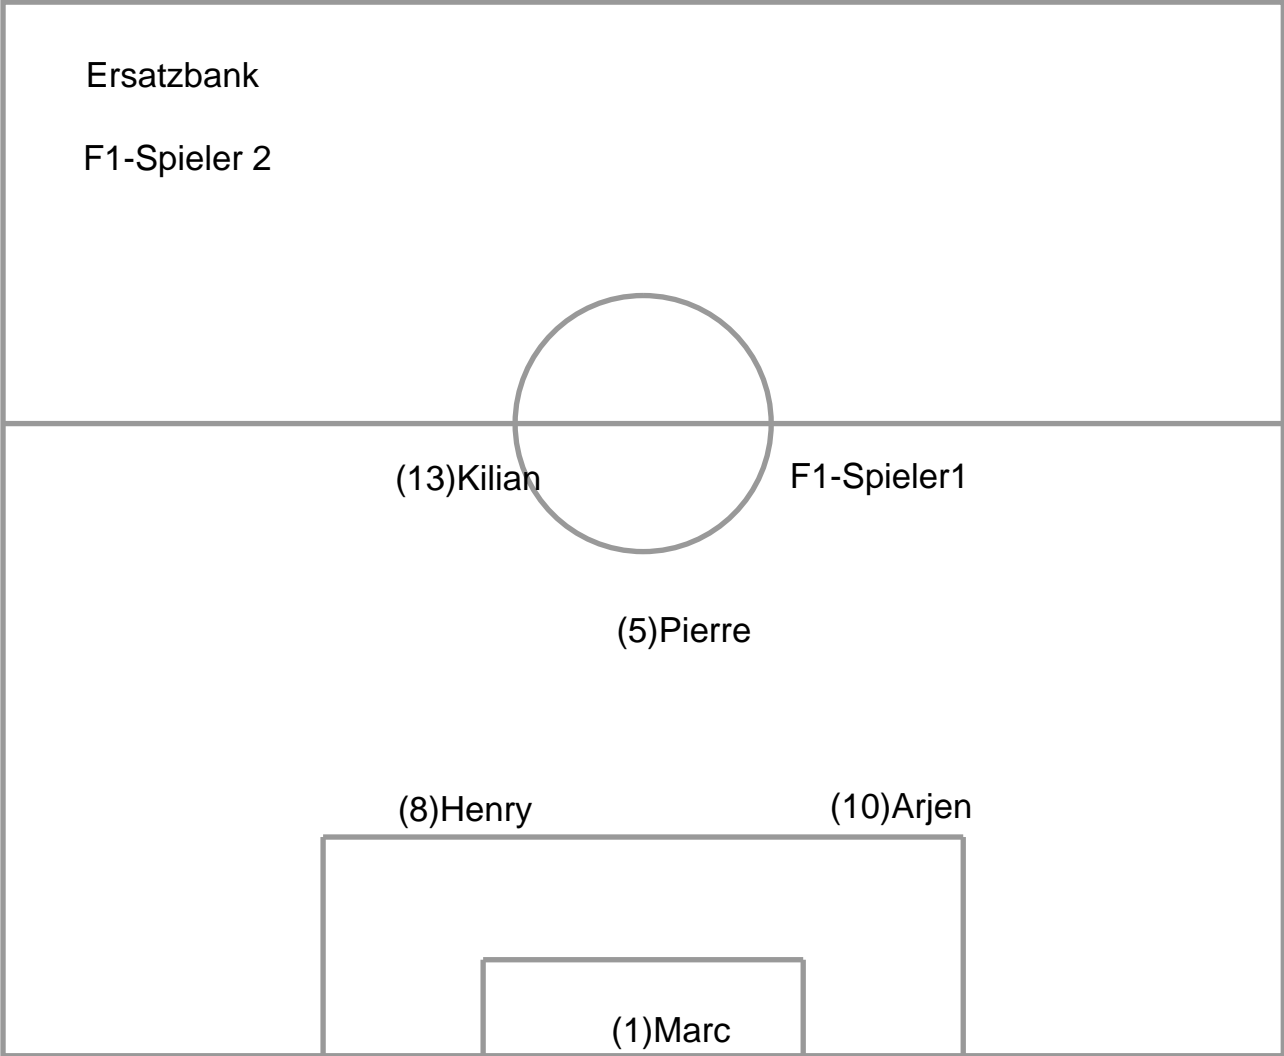 Ersatzbank
F1-Spieler 2
(13)Kilian
F1-Spieler1
(5)Pierre
(8)Henry
(10)Arjen
(1)Marc